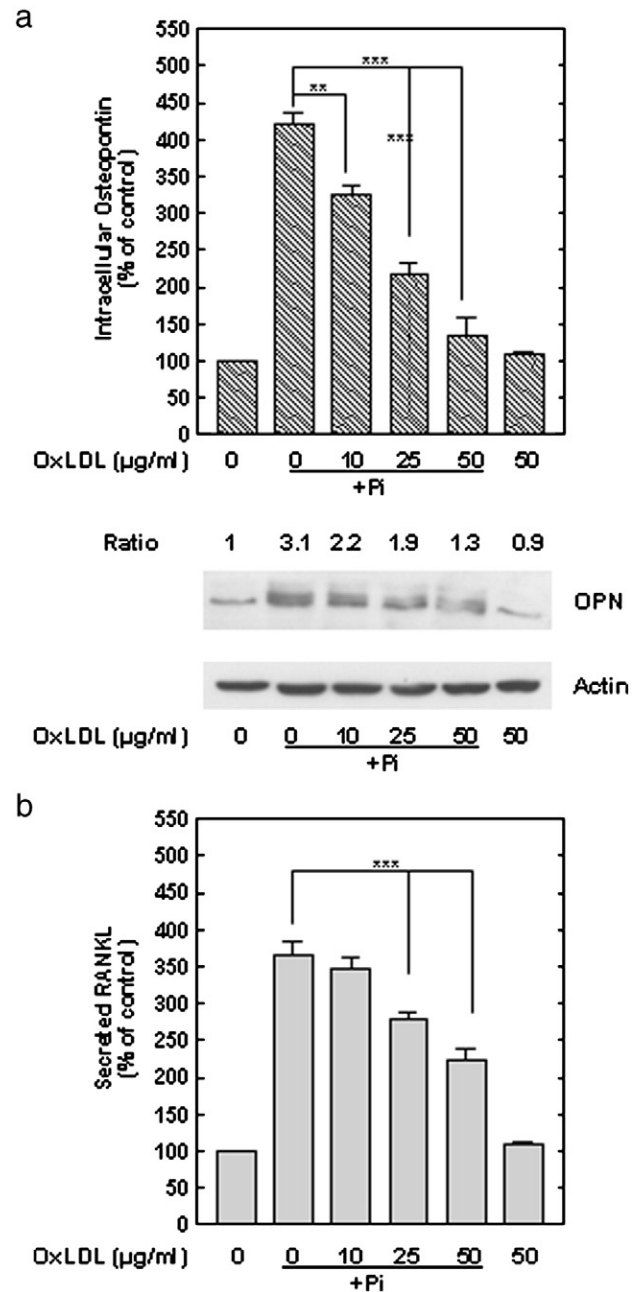 a
Intracellular Osteopontin
(% of control)
550
500
450
400
350
300
250
200
150
100
50
0
***
**
***
OxLDL (µg/ml) 0 0 10 25 50 50
+Pi
Ratio 1 3.1 2.2 1.9 1.3 0.9
OPN
Actin
OxLDL (µg/ml) 0 0 10 25 50 50
+Pi
b
Secreted RANKL
(% of control)
550
500
450
400
350
300
250
200
150
100
50
0
***
OxLDL (µg/ml) 0 0 10 25 50 50
+Pi